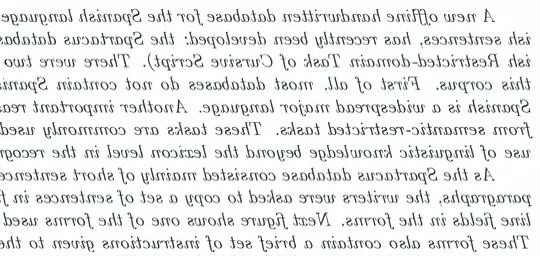 A new offline handwritten database for the Spanish language
ish sentences, has recently been developed: the Spartacus databas
ish Restricted-domain Task of Cursive Script). There were two
this corpus. First of all, most databases do not contain Spani
Spanish is a widespread major language. Another important rea
from semantic-restricted tasks. These tasks are commonly used
use of linguistic knowledge beyond the lexicon level in the recog
As the Spartacus database consisted mainly of short sentence
paragraphs, the writers were asked to copy a set of sentences in f
line fields in the forms. Next figure shows one of the forms used
These forms also contain a brief set of instructions given to the